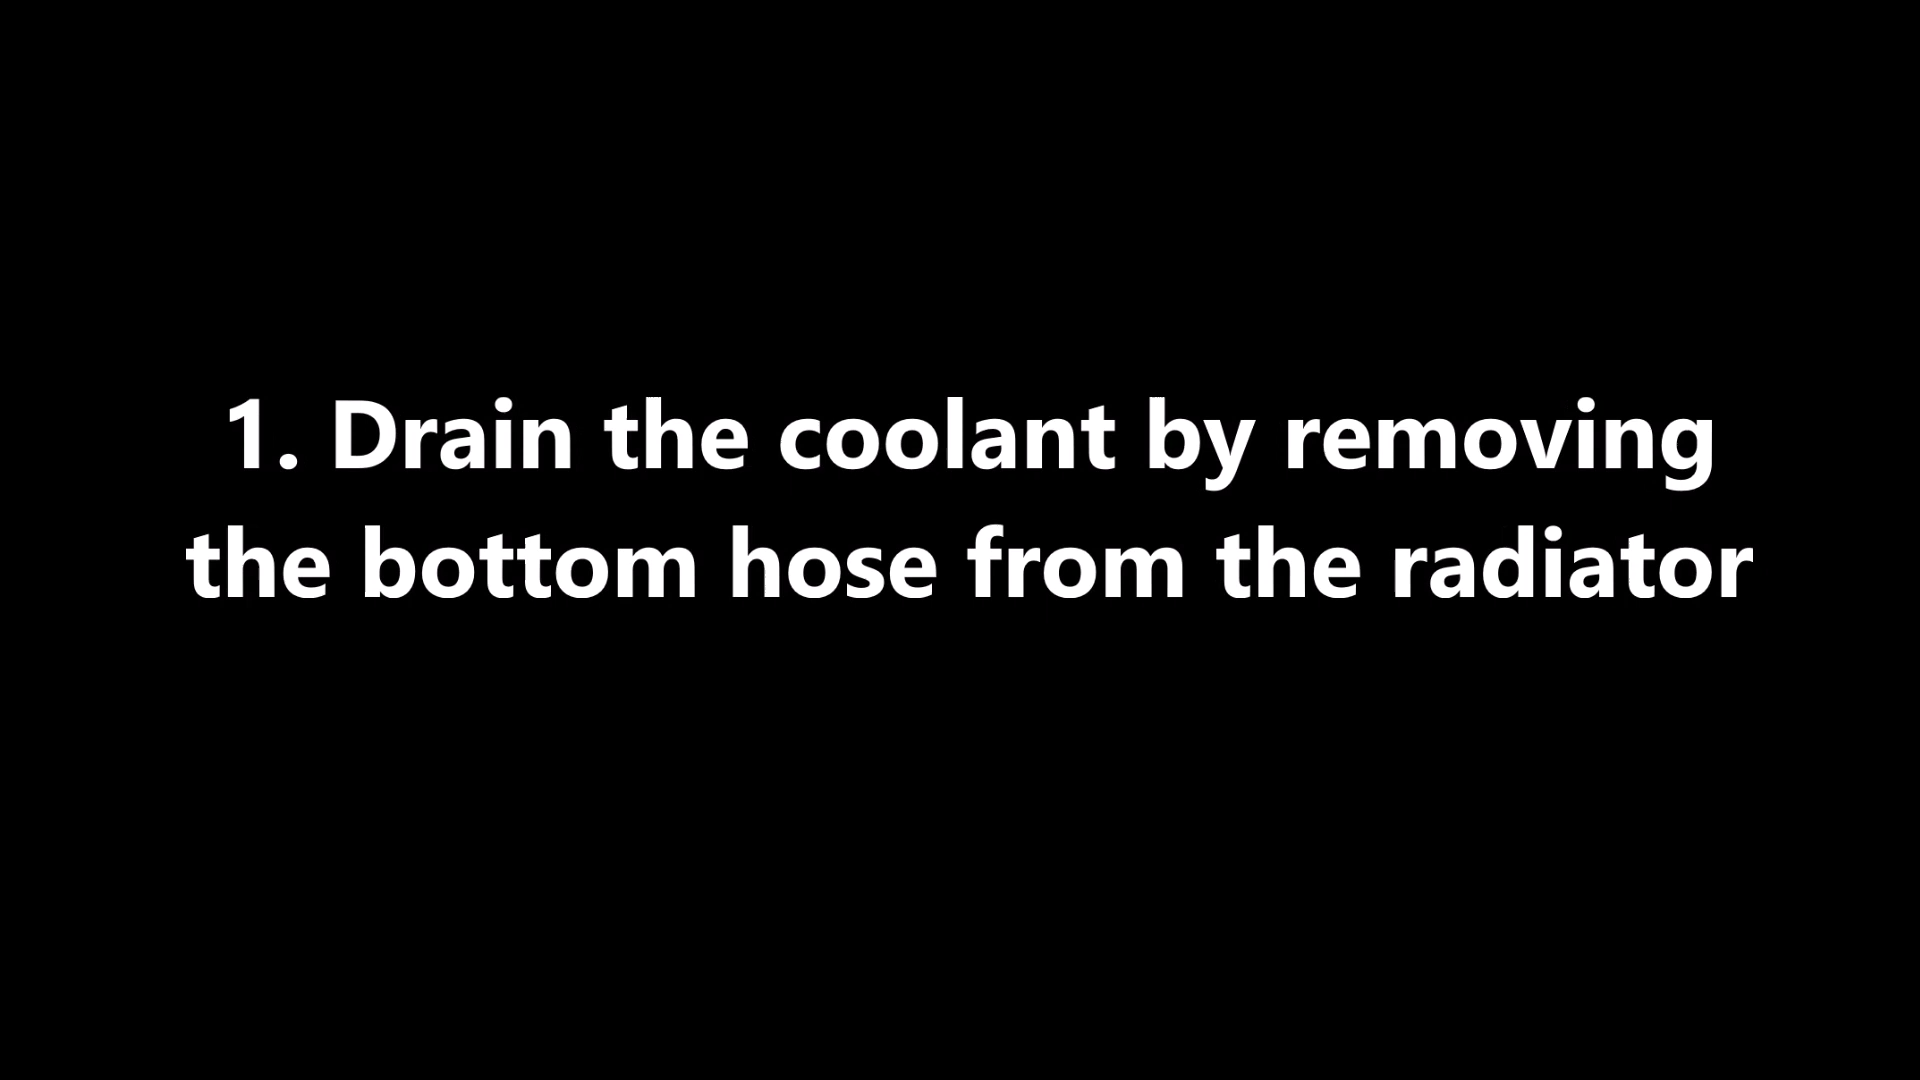 1. Drain the coolant by removing
the bottom hose from the radiator